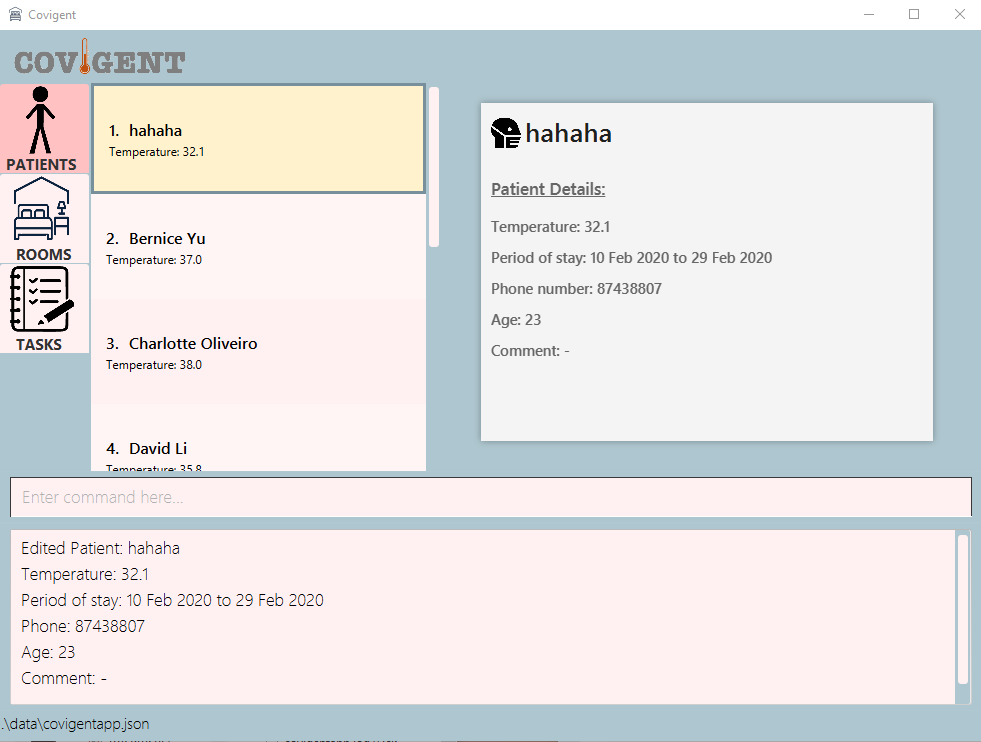 Covigent
COVIGENT
PATIENTS
ROOMS
TASKS
1. hahaha
Temperature: 32.1
2. Bernice Yu
Temperature: 37.0
3. Charlotte Oliveiro
Temperature: 38.0
4. David Li
Temperature: 35.8
hahaha
Patient Details:
Temperature: 32.1
Period of stay: 10 Feb 2020 to 29 Feb 2020
Phone number: 87438807
Age: 23
Comment: -
Enter command here...
Edited Patient: hahaha
Temperature: 32.1
Period of stay: 10 Feb 2020 to 29 Feb 2020
Phone: 87438807
Age: 23
Comment: -
.\data\covigentapp.json